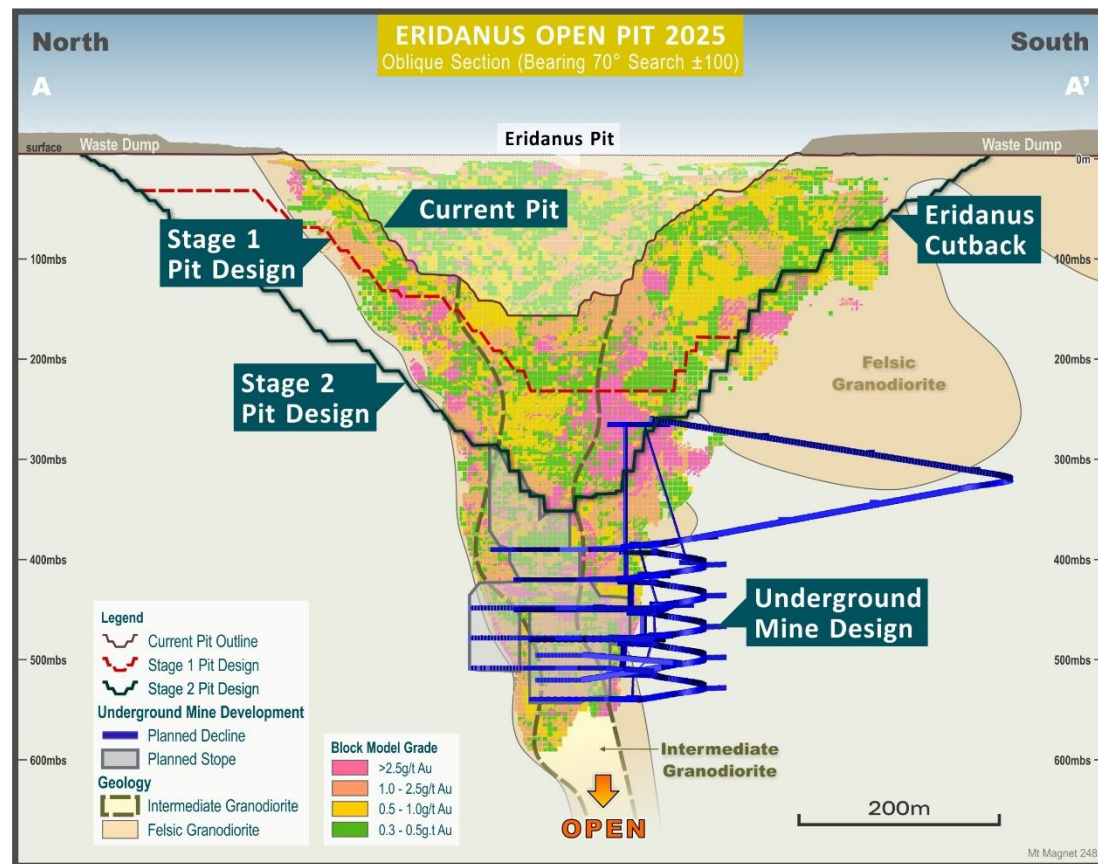 ERIDANUS OPEN PIT 2025
Oblique Section (Bearing 70° Search ±100)
North
South
A
A'
Waste Dump
Eridanus Pit
Waste Dump
surface
0m
Current Pit
Eridanus
Cutback
Stage 1
Pit Design
100mbs
100mbs
200mbs
200mbs
Felsic
Granodiorite
Stage 2
Pit Design
300mbs
300mbs
400mbs
400mbs
Underground
Mine Design
500mbs
500mbs
600mbs
600mbs
Legend
Current Pit Outline
Stage 1 Pit Design
Stage 2 Pit Design
Underground Mine Development
Planned Decline
Planned Stope
Geology
Intermediate Granodiorite
Felsic Granodiorite
Block Model Grade
>2.5g/t Au
1.0 - 2.5g/t Au
0.5 - 1.0g/t Au
0.3 - 0.5g.t Au
Intermediate
Granodiorite
OPEN
200m
Mt Magnet 248